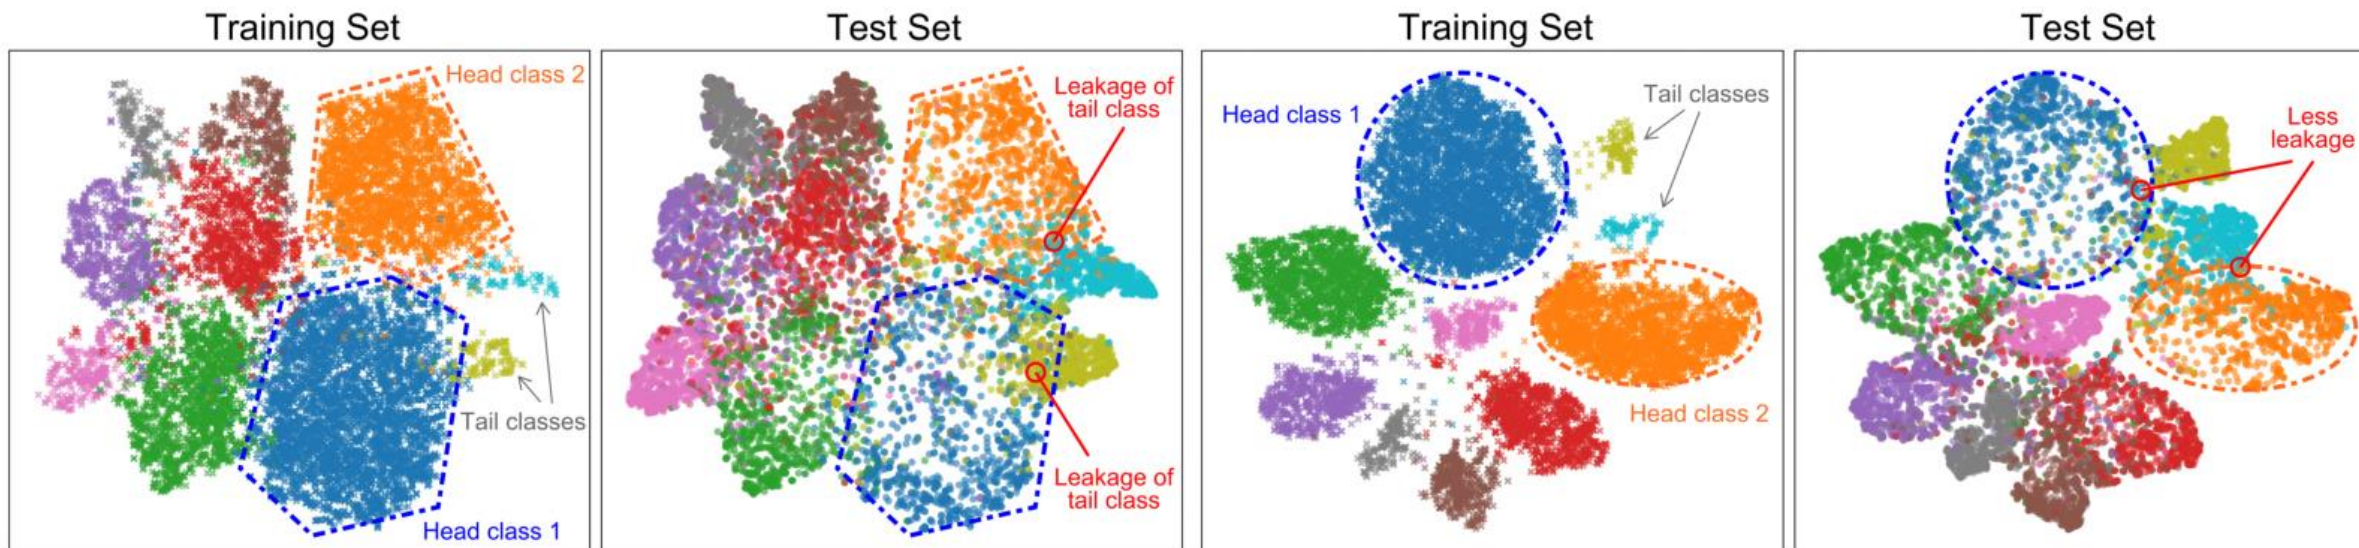 Training Set
Head class 2
Tail classes
Head class 1
Test Set
Leakage of
tail class
Leakage of
tail class
Training Set
Head class 1
Tail classes
Head class 2
Test Set
Less
leakage